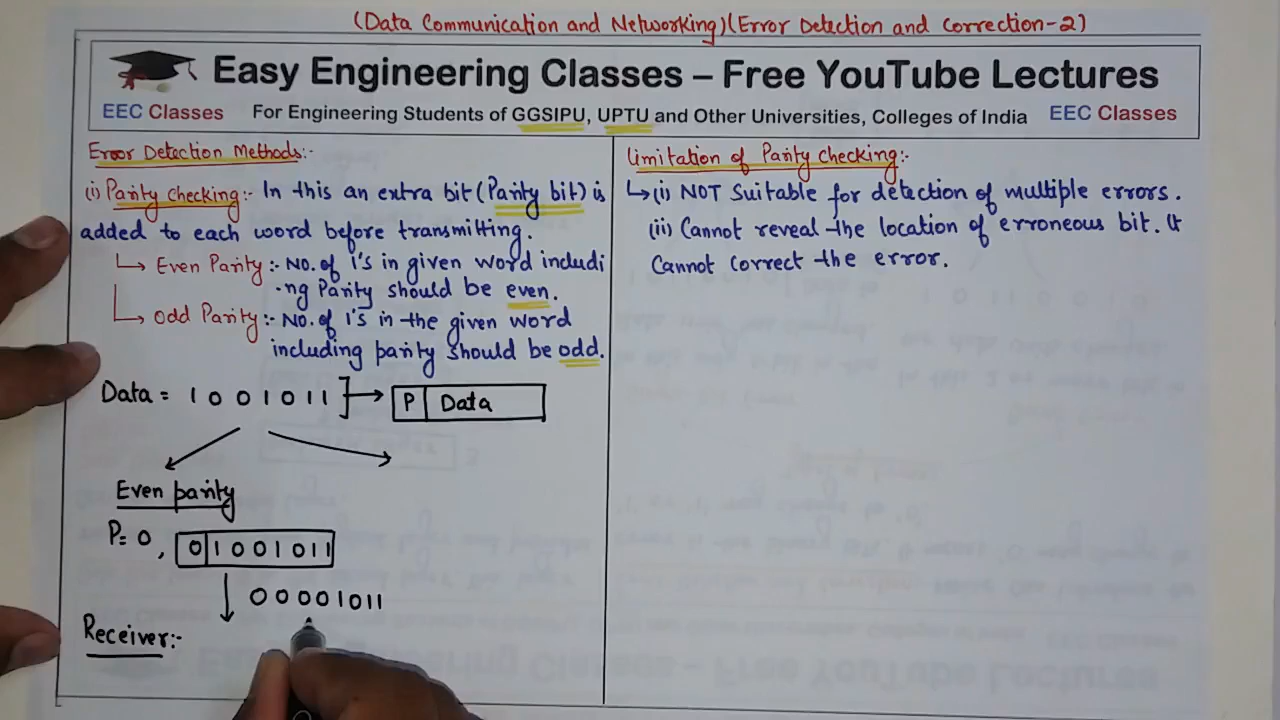 (Data Communication and Networking)(Error Detection and Correction-2)
Easy Engineering Classes – Free YouTube Lectures
EEC Classes For Engineering Students of GGSIPU, UPTU and Other Universities, Colleges of India EEC Classes
Error Detection Methods:-
(i) Parity Checking:- In this an extra bit (Parity bit) is
added to each word before transmitting.
↳ Even Parity:- No. of 1's in given word includi
-ng Parity should be even.
↳ Odd Parity:- No. of 1's in the given word
including parity should be odd.
Data = 1 0 0 1 0 1 1 ]→ P Data
Even parity
P= 0, 0 1 0 0 1 0 1 1
0 0 0 0 1 0 1 1
Receiver:-
Limitation of Parity Checking:-
↳ (i) NOT Suitable for detection of multiple errors.
(ii) Cannot reveal the location of erroneous bit. &
Cannot correct the error.